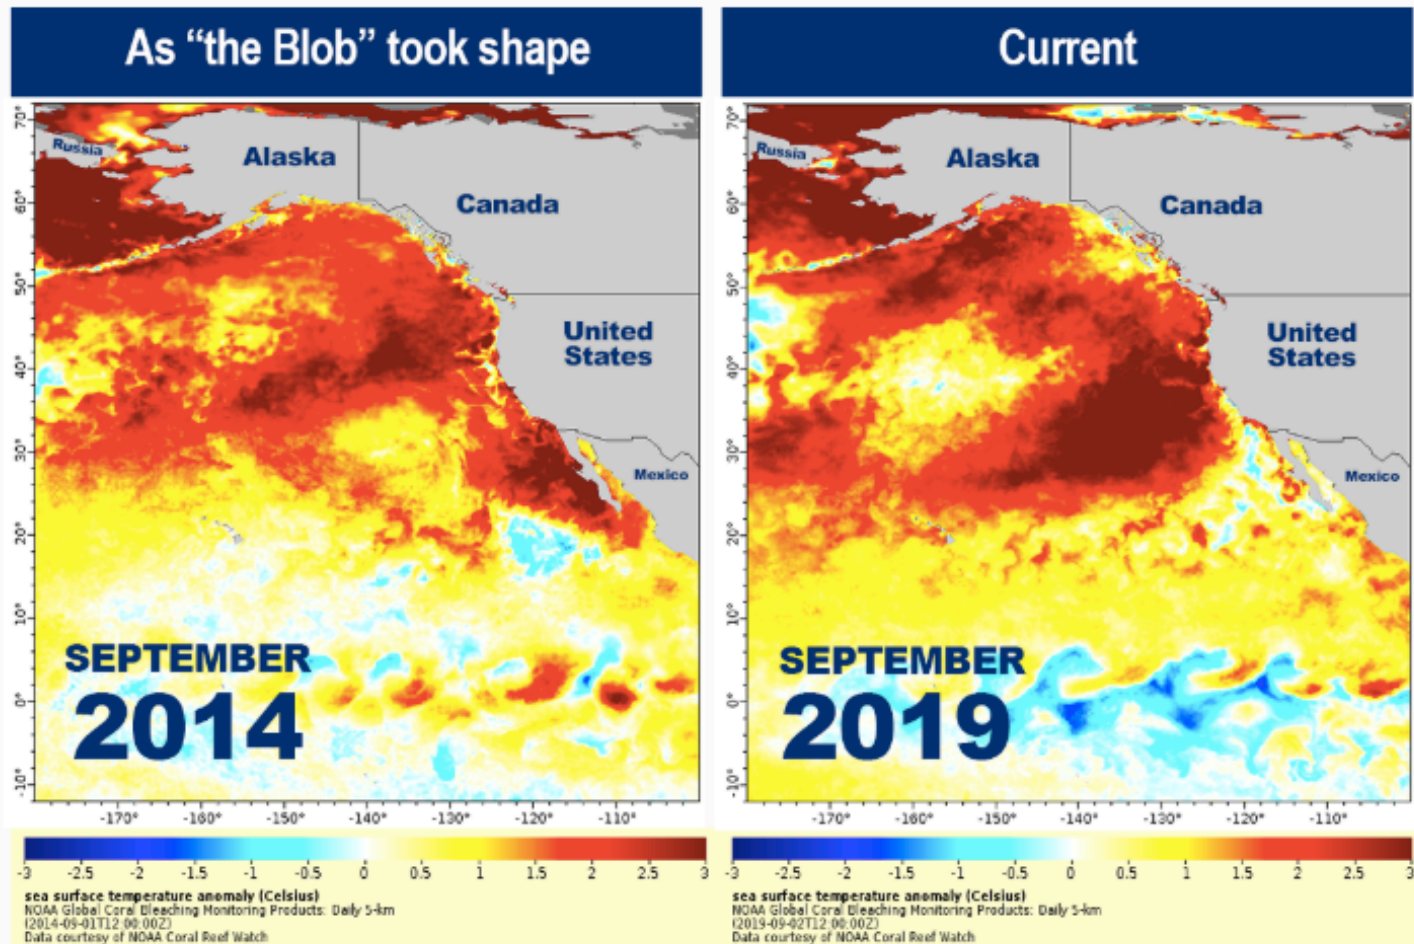 As “the Blob” took shape
Russia
Alaska
Canada
United
States
Mexico
SEPTEMBER
2014
70°
60°
50°
40°
30°
20°
10°
0°
-10°
-170° -160° -150° -140° -130° -120° -110°
-3 -2.5 -2 -1.5 -1 -0.5 0 0.5 1 1.5 2 2.5 3
sea surface temperature anomaly (Celsius)
NOAA Global Coral Bleaching Monitoring Products: Daily 5-km
(2014-09-01T12:00:00Z)
Data courtesy of NOAA Coral Reef Watch
Current
Russia
Alaska
Canada
United
States
Mexico
SEPTEMBER
2019
70°
60°
50°
40°
30°
20°
10°
0°
-10°
-170° -160° -150° -140° -130° -120° -110°
-3 -2.5 -2 -1.5 -1 -0.5 0 0.5 1 1.5 2 2.5 3
sea surface temperature anomaly (Celsius)
NOAA Global Coral Bleaching Monitoring Products: Daily 5-km
(2019-09-02T12:00:00Z)
Data courtesy of NOAA Coral Reef Watch